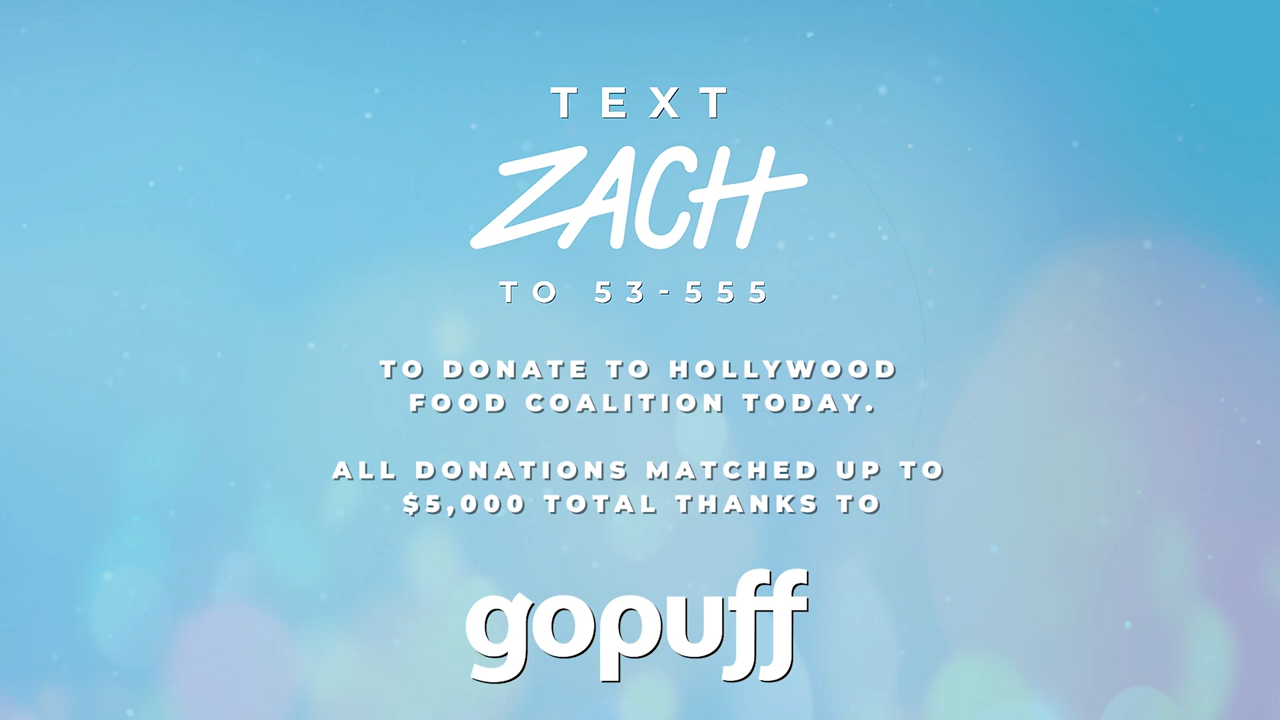 TEXT
ZACH
TO 53-555
TO DONATE TO HOLLYWOOD
FOOD COALITION TODAY.
ALL DONATIONS MATCHED UP TO
$5,000 TOTAL THANKS TO
gopuff